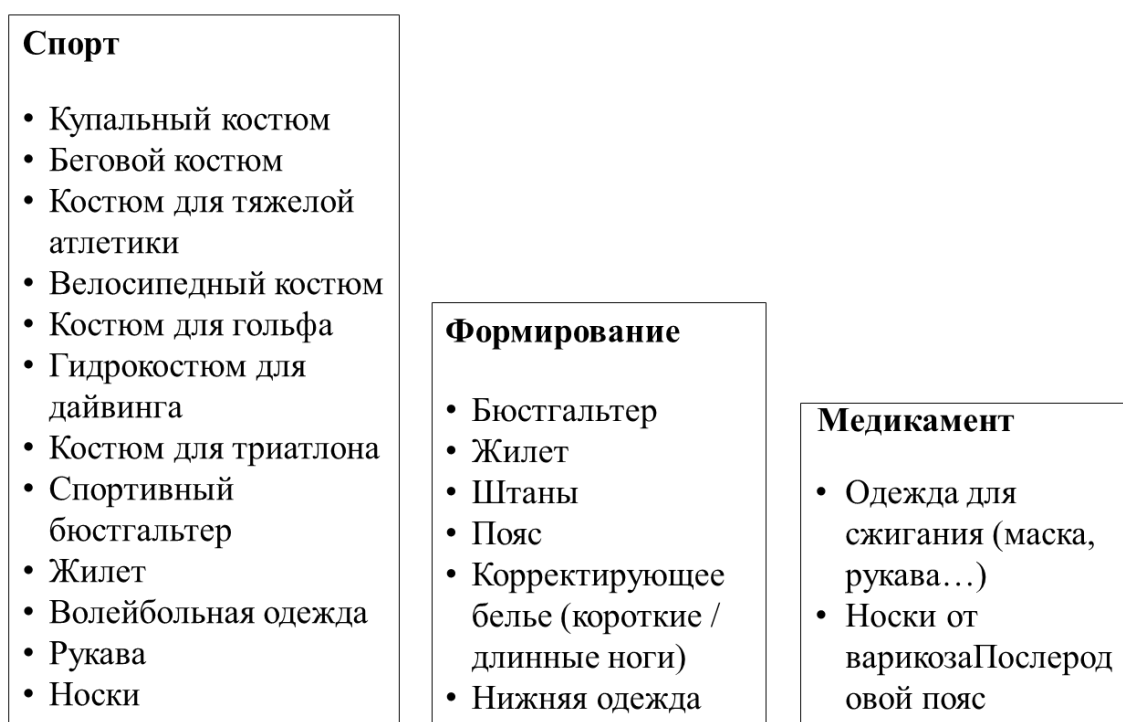 Спорт
• Купальный костюм
• Беговой костюм
• Костюм для тяжелой
атлетики
• Велосипедный костюм
• Костюм для гольфа
• Гидрокостюм для
дайвинга
• Костюм для триатлона
• Спортивный
бюстгальтер
• Жилет
• Волейбольная одежда
• Рукава
• Носки
Формирование
• Бюстгальтер
• Жилет
• Штаны
• Пояс
• Корректирующее
белье (короткие /
длинные ноги)
• Нижняя одежда
Медикамент
• Одежда для
сжигания (маска,
рукава…)
• Носки от
варикозаПослерод
овой пояс